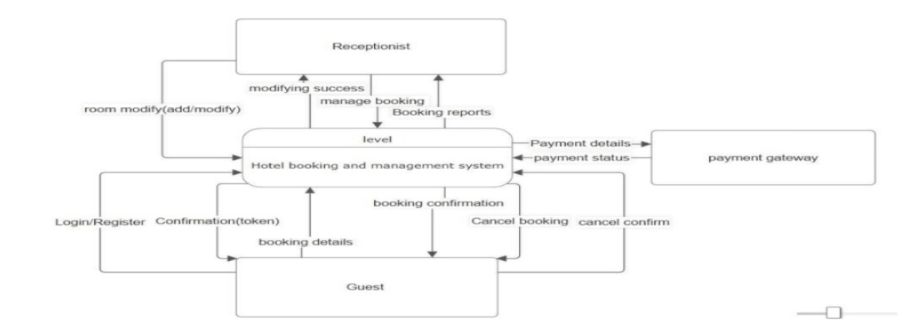 Receptionist
modifying success
manage booking
room modify(add/modify)
Booking reports
level
Payment details
Hotel booking and management system
payment status
payment gateway
booking confirmation
Login/Register
Confirmation(token)
Cancel booking
cancel confirm
booking details
Guest